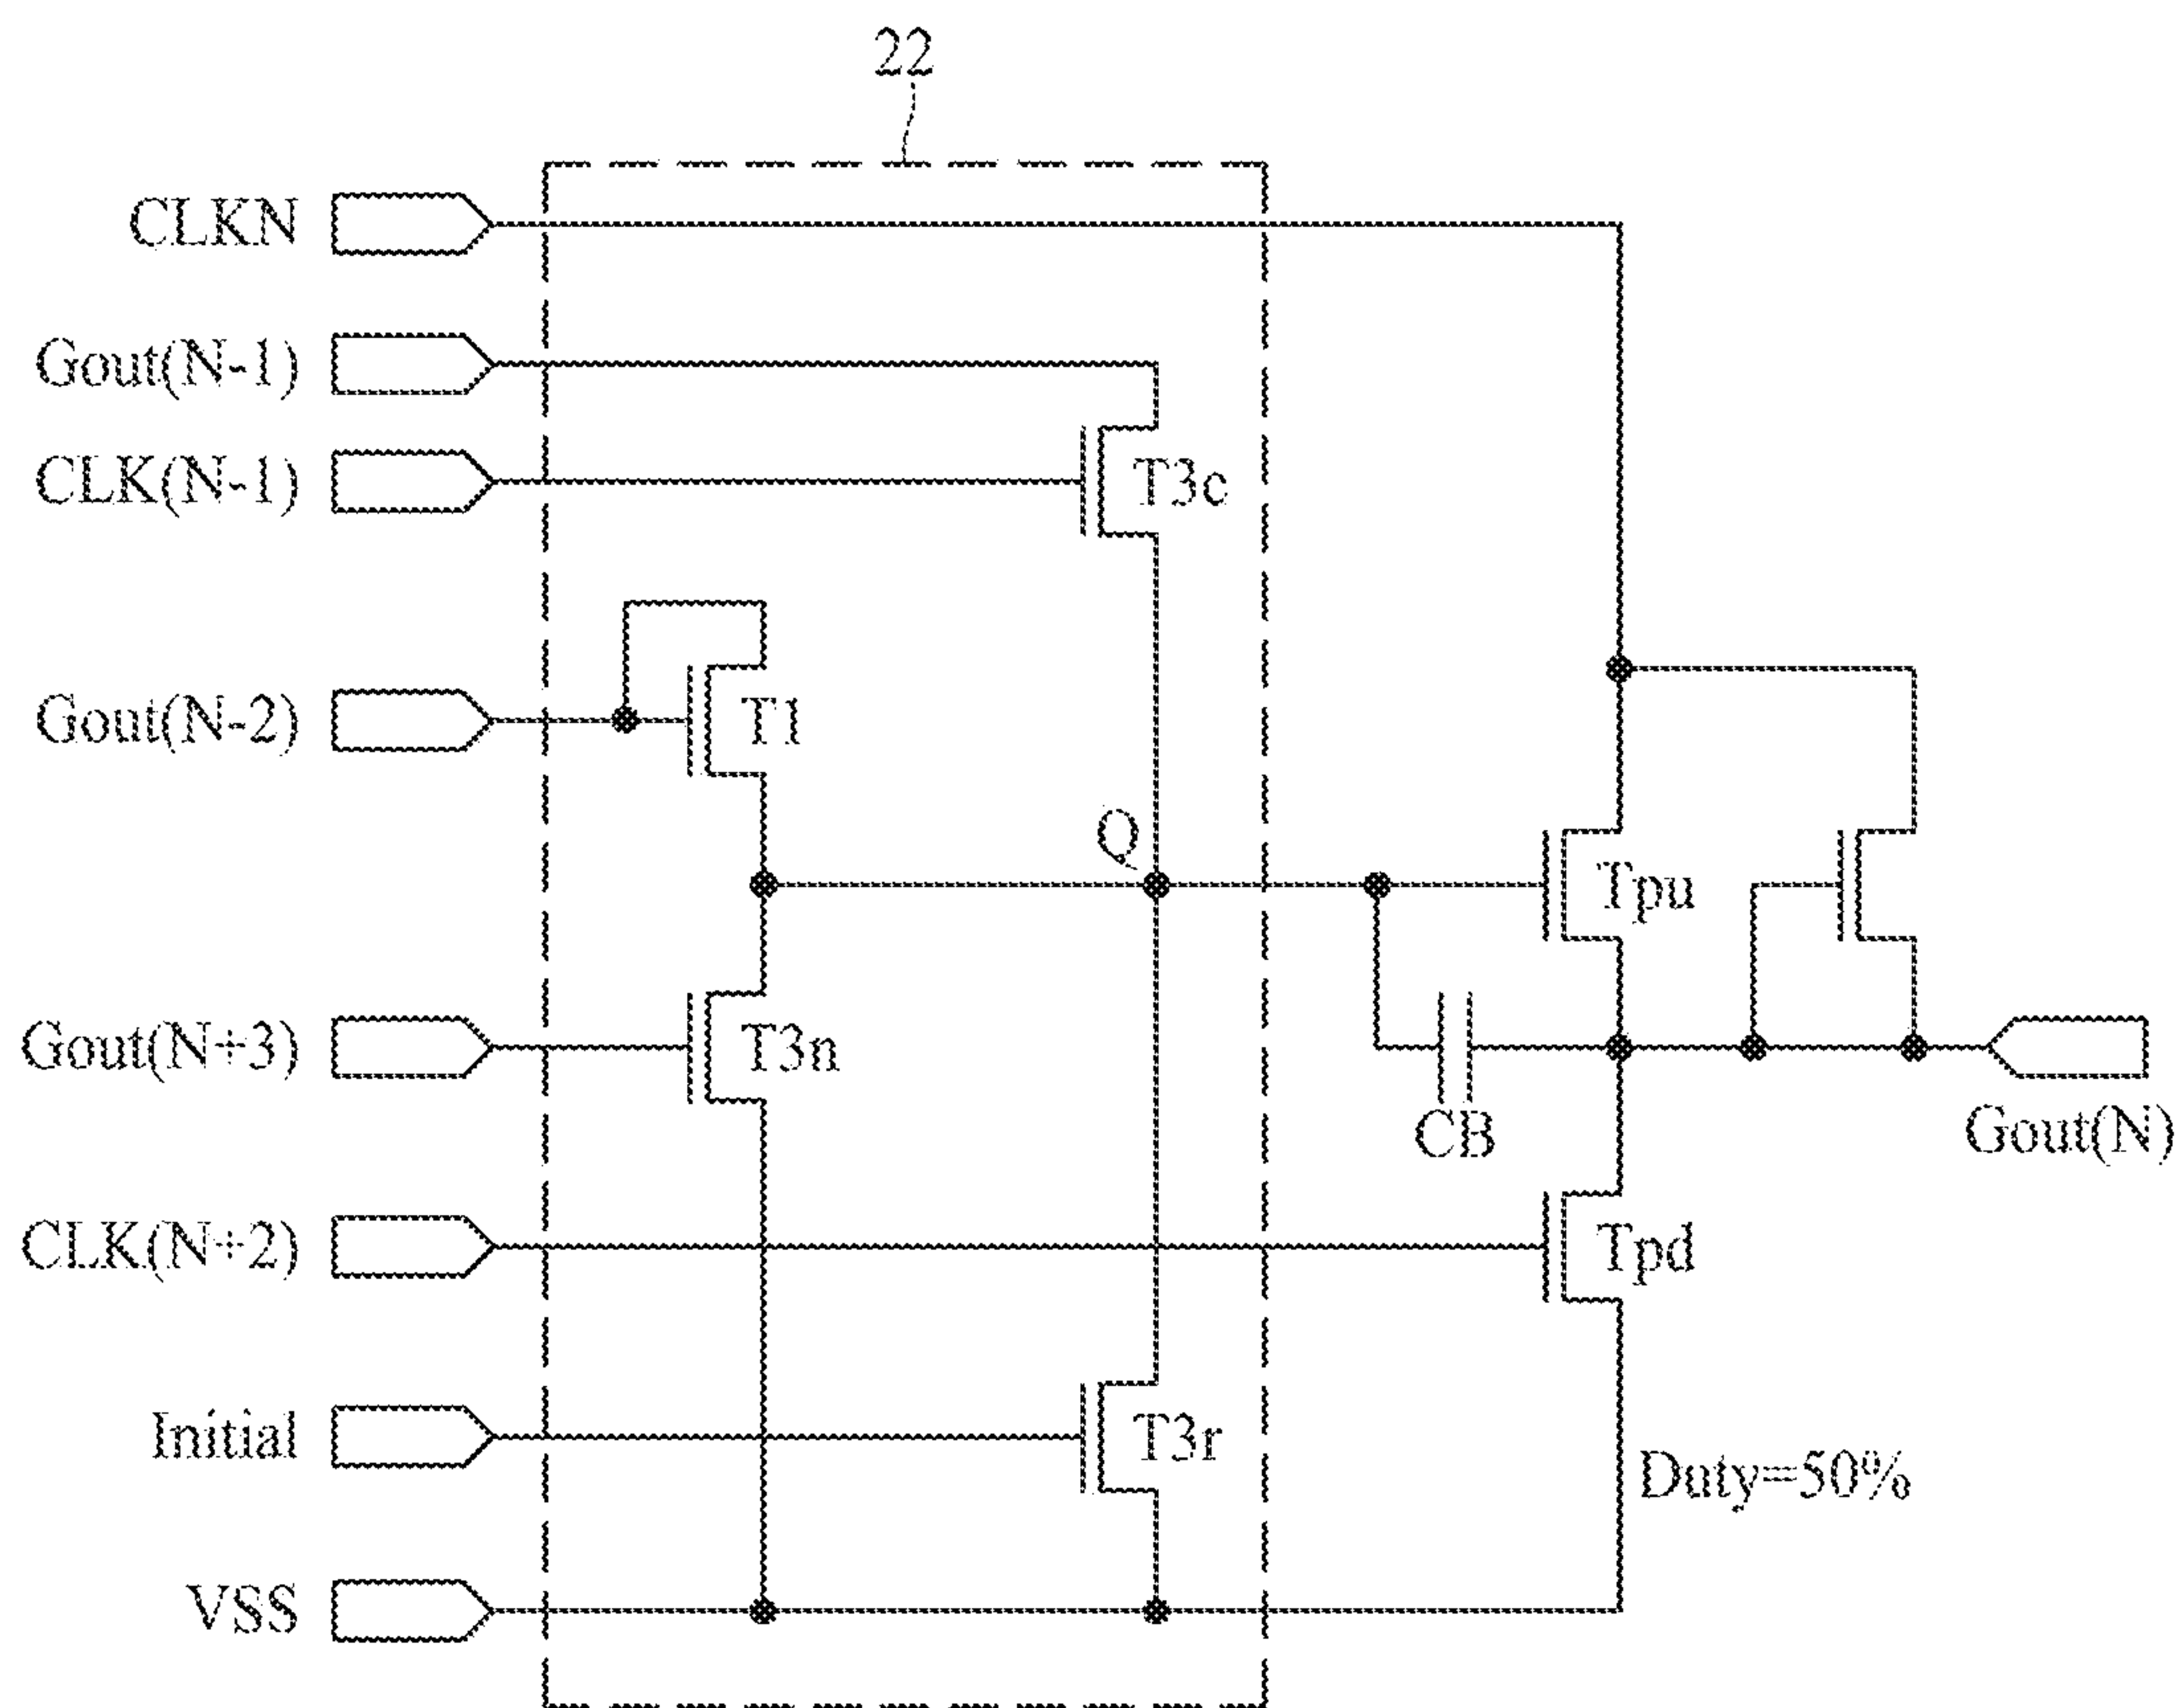 22
CLKN
Gout(N-1)
CLK(N-1)
T3c
Gout(N-2)
T1
Q
Tpu
Gout(N+3)
T3n
CB
Gout(N)
CLK(N+2)
Tpd
Initial
T3r
Duty=50%
VSS